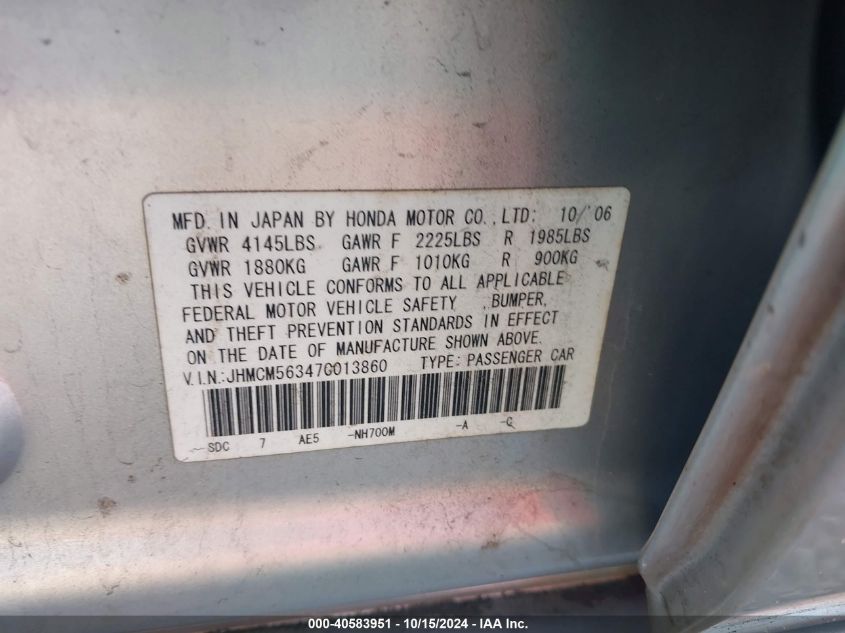 MFD. IN JAPAN BY HONDA MOTOR CO.,LTD: 10/'06
GVWR 4145LBS GAWR F 2225LBS R 1985LBS
GVWR 1880KG GAWR F 1010KG R 900KG
THIS VEHICLE CONFORMS TO ALL APPLICABLE
FEDERAL MOTOR VEHICLE SAFETY ,BUMPER,
AND THEFT PREVENTION STANDARDS IN EFFECT
ON THE DATE OF MANUFACTURE SHOWN ABOVE.
V.I.N.:JHMCM56347C013860 TYPE: PASSENGER CAR
-SDC 7 AE5 -NH700M -A -C
000-40583951 - 10/15/2024 - IAA Inc.